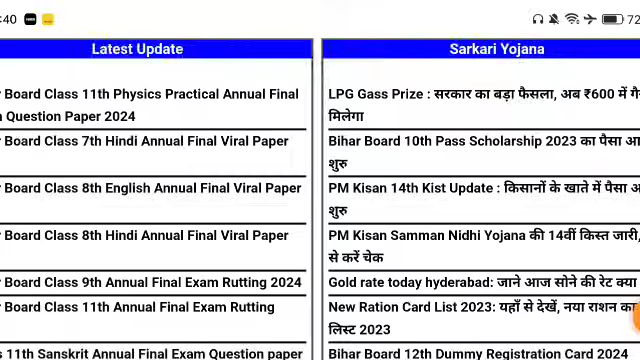 :40
72
Latest Update
Board Class 11th Physics Practical Annual Final
Question Paper 2024
Board Class 7th Hindi Annual Final Viral Paper
Board Class 8th English Annual Final Viral Paper
Board Class 8th Hindi Annual Final Viral Paper
Board Class 9th Annual Final Exam Rutting 2024
Board Class 11th Annual Final Exam Rutting
11th Sanskrit Annual Final Exam Question paper
Sarkari Yojana
LPG Gass Prize : सरकार का बड़ा फैसला, अब ₹600 में
मिलेगा
Bihar Board 10th Pass Scholarship 2023 का पैसा
शुरु
PM Kisan 14th Kist Update : किसानों के खाते में पैसा
शुरु
PM Kisan Samman Nidhi Yojana की 14वीं किस्त जारी,
से करें चेक
Gold rate today hyderabad: जाने आज सोने की रेट क्या
New Ration Card List 2023: यहाँ से देखें, नया राशन का
लिस्ट 2023
Bihar Board 12th Dummy Registration Card 2024